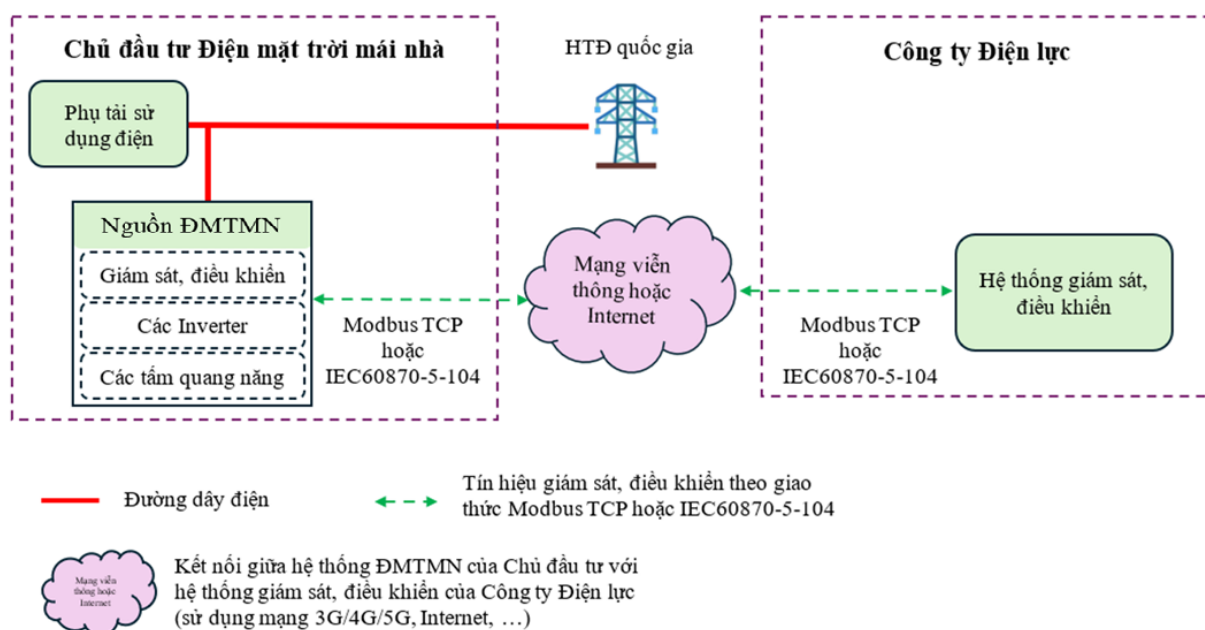 Chủ đầu tư Điện mặt trời mái nhà
HTĐ quốc gia
Công ty Điện lực
Phụ tải sử
dụng điện
Nguồn ĐMTMN
Giám sát, điều khiển
Các Inverter
Các tấm quang năng
Modbus TCP
hoặc
IEC60870-5-104
Mạng viễn
thông hoặc
Internet
Modbus TCP
hoặc
IEC60870-5-104
Hệ thống giám sát,
điều khiển
Đường dây điện
Tín hiệu giám sát, điều khiển theo giao
thức Modbus TCP hoặc IEC60870-5-104
Mạng viễn
thông hoặc
Internet
Kết nối giữa hệ thống ĐMTMN của Chủ đầu tư với
hệ thống giám sát, điều khiển của Công ty Điện lực
(sử dụng mạng 3G/4G/5G, Internet, …)